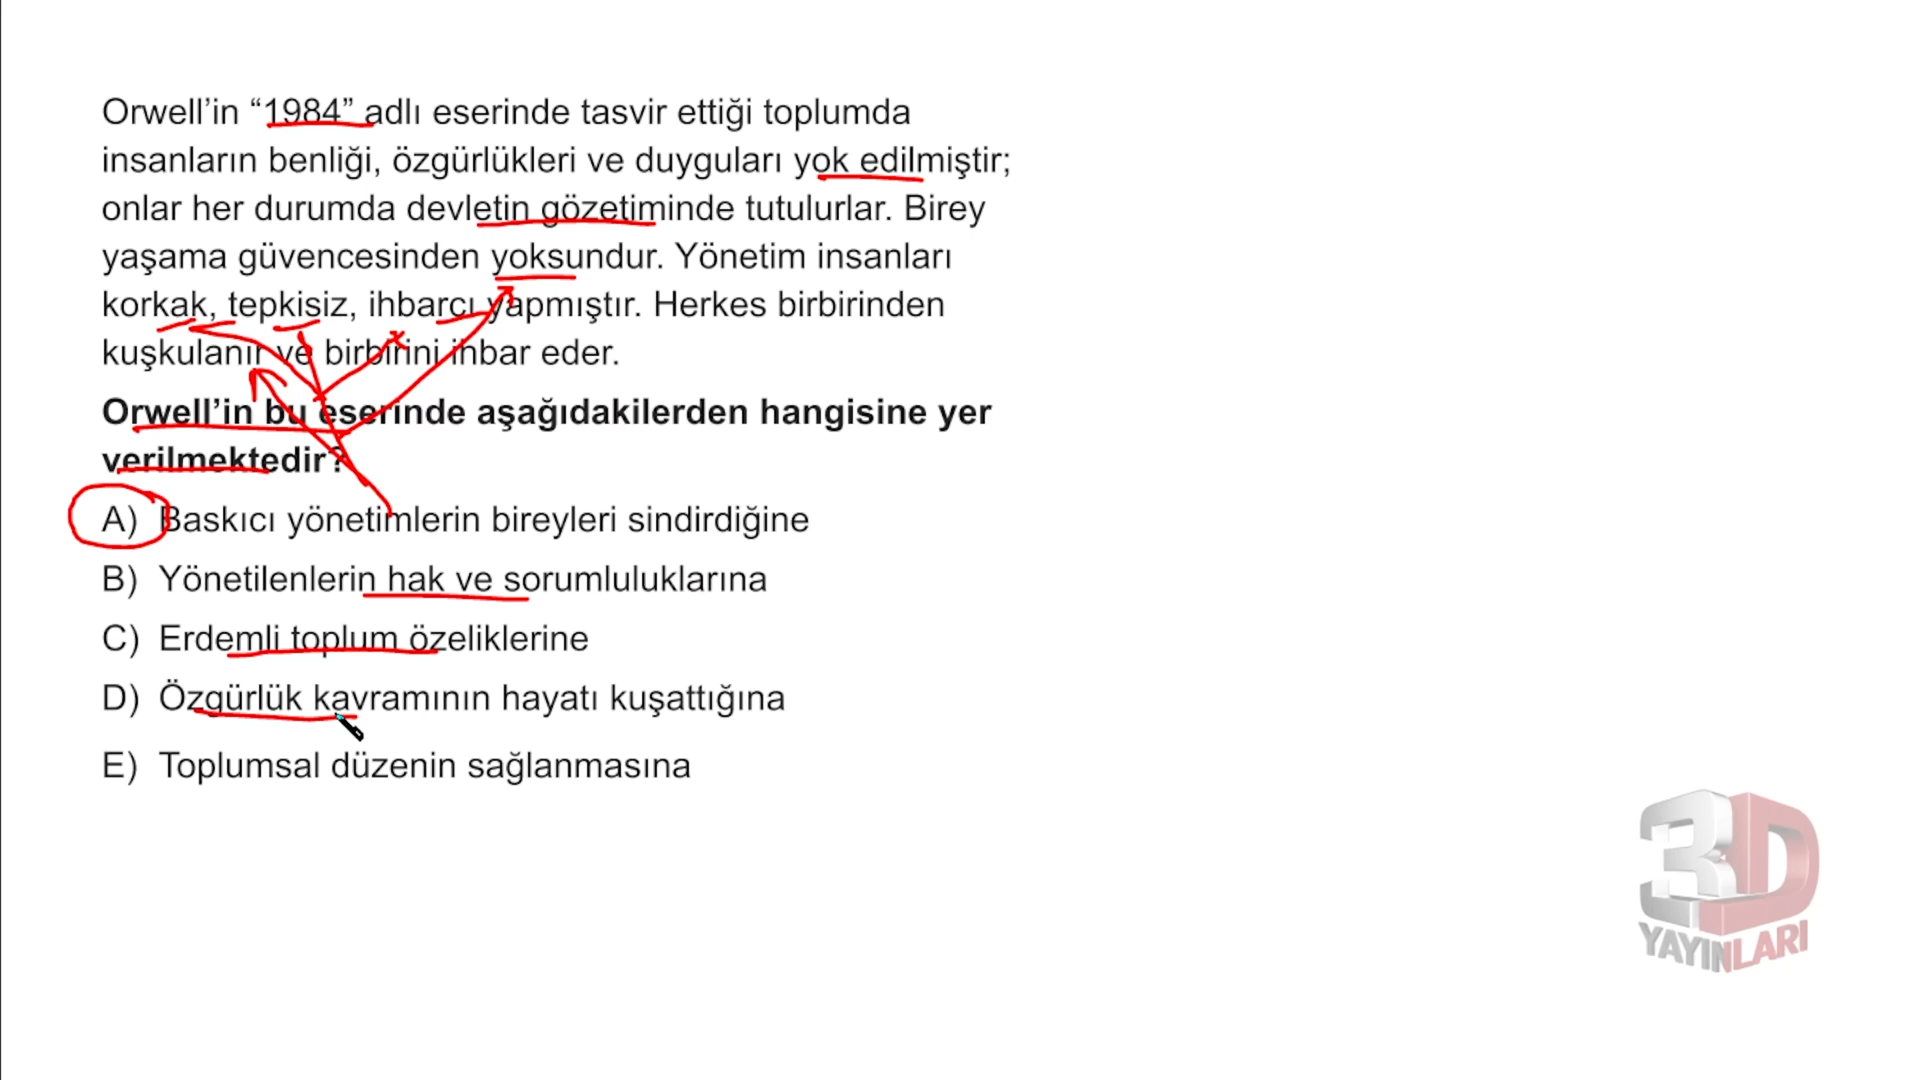 Orwell’in “1984” adlı eserinde tasvir ettiği toplumda
insanların benliği, özgürlükleri ve duyguları yok edilmiştir;
onlar her durumda devletin gözetiminde tutulurlar. Birey
yaşama güvencesinden yoksundur. Yönetim insanları
korkak, tepkisiz, ihbarcı yapmıştır. Herkes birbirinden
kuşkulanır ve birbirini ihbar eder.
Orwell’in bu eserinde aşağıdakilerden hangisine yer
verilmektedir?
A) Baskıcı yönetimlerin bireyleri sindirdiğine
B) Yönetilenlerin hak ve sorumluluklarına
C) Erdemli toplum özeliklerine
D) Özgürlük kavramının hayatı kuşattığına
E) Toplumsal düzenin sağlanmasına
3D
YAYINLARI